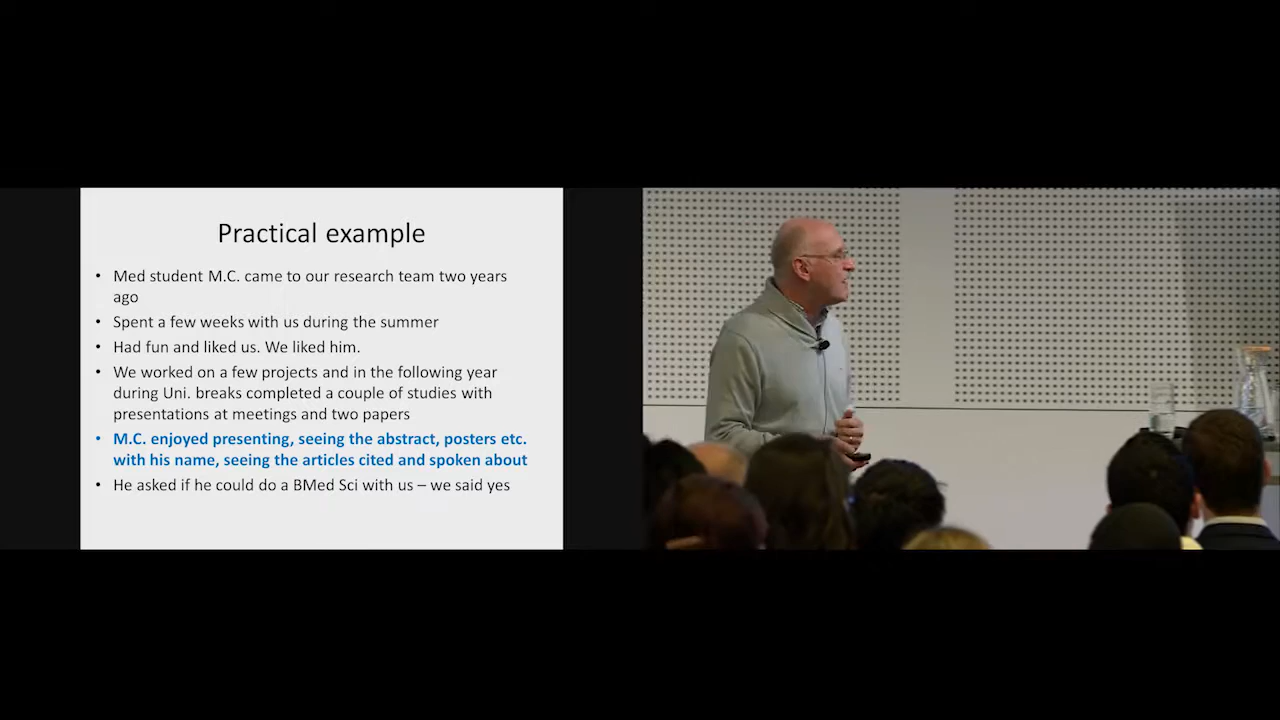 Practical example
• Med student M.C. came to our research team two years
ago
• Spent a few weeks with us during the summer
• Had fun and liked us. We liked him.
• We worked on a few projects and in the following year
during Uni. breaks completed a couple of studies with
presentations at meetings and two papers
• M.C. enjoyed presenting, seeing the abstract, posters etc.
with his name, seeing the articles cited and spoken about
• He asked if he could do a BMed Sci with us – we said yes